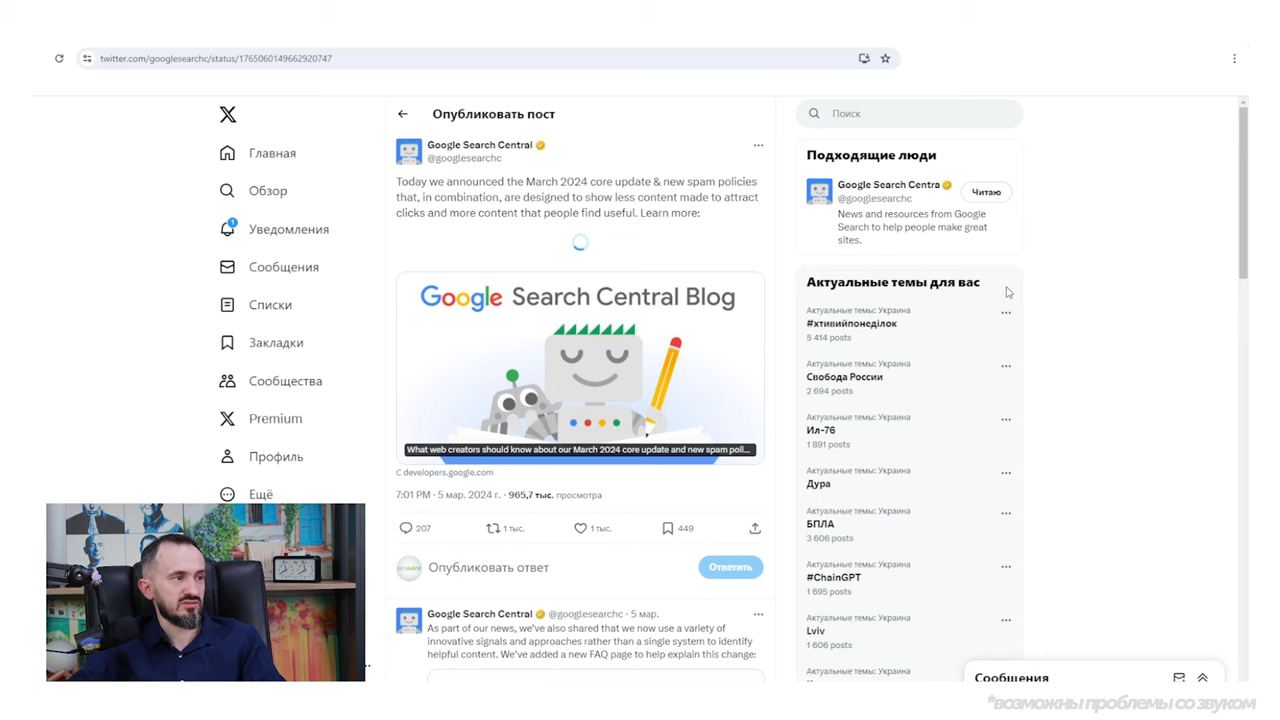 twitter.com/googlesearchc/status/1765060149662920747
Главная
Обзор
1
Уведомления
Сообщения
Списки
Закладки
Сообщества
Premium
Профиль
Ещё
Опубликовать пост
Google Search Central
@googlesearchc
Today we announced the March 2024 core update & new spam policies
that, in combination, are designed to show less content made to attract
clicks and more content that people find useful. Learn more:
Google Search Central Blog
What web creators should know about our March 2024 core update and new spam poli...
С developers.google.com
7:01 PM · 5 мар. 2024 г. · 965,7 тыс. просмотра
207
1 тыс.
1 тыс.
449
Опубликовать ответ
Ответить
Google Search Central @googlesearchc · 5 мар.
As part of our news, we've also shared that we now use a variety of
innovative signals and approaches rather than a single system to identify
helpful content. We've added a new FAQ page to help explain this change:
Поиск
Подходящие люди
Google Search Centra
@googlesearchc
Читаю
News and resources from Google
Search to help people make great
sites.
Актуальные темы для вас
Актуальные темы: Украина
#хтивийпонеділок
5 414 posts
Актуальные темы: Украина
Свобода России
2 694 posts
Актуальные темы: Украина
Ил-76
1 891 posts
Актуальные темы: Украина
Дура
Актуальные темы: Украина
БПЛА
3 606 posts
Актуальные темы: Украина
#ChainGPT
1 695 posts
Актуальные темы: Украина
Lviv
1 606 posts
Сообщения
*возможны проблемы со звуком